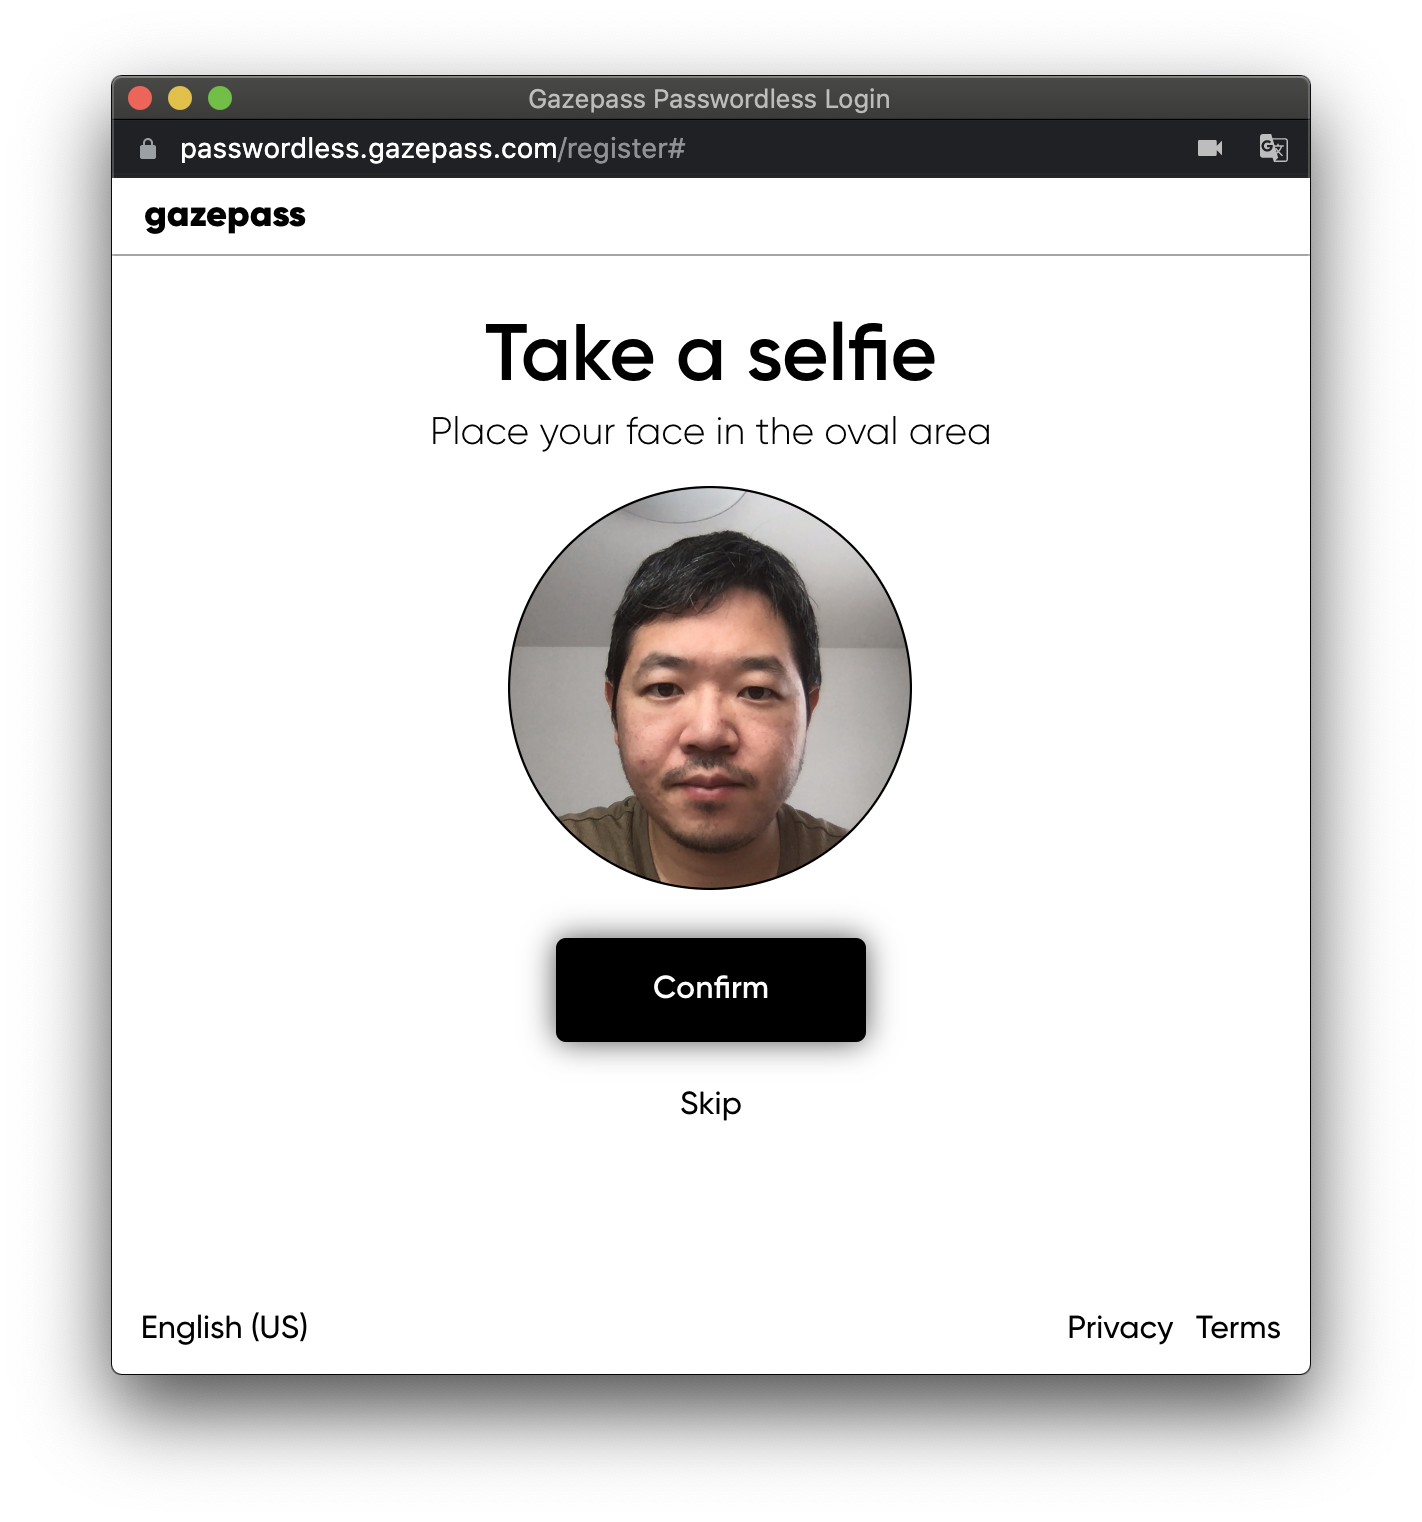 Gazepass Passwordless Login
passwordless.gazepass.com/register#
gazepass
Take a selfie
Place your face in the oval area
Confirm
Skip
English (US)
Privacy Terms